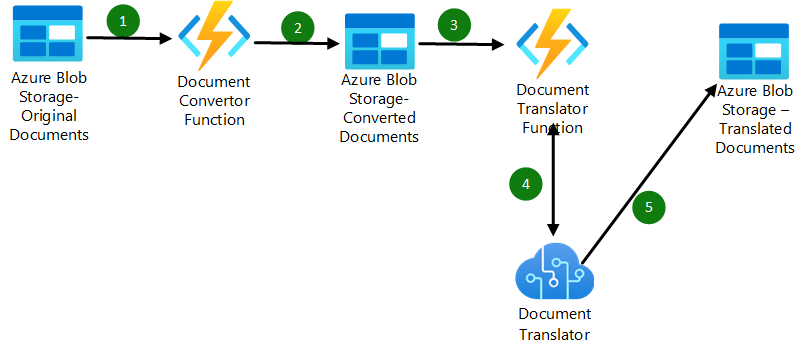 1
2
3
Azure Blob
Storage-
Original
Documents
Document
Convertor
Function
Azure Blob
Storage-
Converted
Documents
Document
Translator
Function
Azure Blob
Storage –
Translated
Documents
4
5
Document
Translator